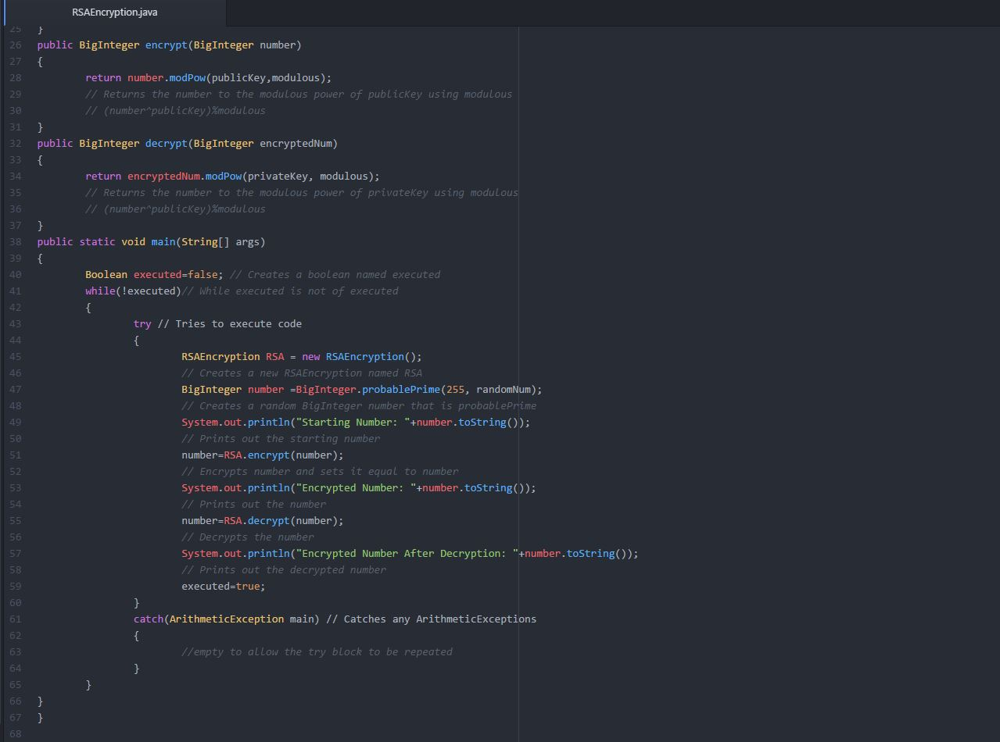 RSAEncryption.java
25 }
26 public BigInteger encrypt(BigInteger number)
27 {
28 return number.modPow(publicKey,modulous);
29 // Returns the number to the modulous power of publicKey using modulous
30 // (number^publicKey)%modulous
31 }
32 public BigInteger decrypt(BigInteger encryptedNum)
33 {
34 return encryptedNum.modPow(privateKey, modulous);
35 // Returns the number to the modulous power of privateKey using modulous
36 // (number^publicKey)%modulous
37 }
38 public static void main(String[] args)
39 {
40 Boolean executed=false; // Creates a boolean named executed
41 while(!executed)// While executed is not of executed
42 {
43 try // Tries to execute code
44 {
45 RSAEncryption RSA = new RSAEncryption();
46 // Creates a new RSAEncryption named RSA
47 BigInteger number =BigInteger.probablePrime(255, randomNum);
48 // Creates a random BigInteger number that is probablePrime
49 System.out.println("Starting Number: "+number.toString());
50 // Prints out the starting number
51 number=RSA.encrypt(number);
52 // Encrypts number and sets it equal to number
53 System.out.println("Encrypted Number: "+number.toString());
54 // Prints out the number
55 number=RSA.decrypt(number);
56 // Decrypts the number
57 System.out.println("Encrypted Number After Decryption: "+number.toString());
58 // Prints out the decrypted number
59 executed=true;
60 }
61 catch(ArithmeticException main) // Catches any ArithmeticExceptions
62 {
63 //empty to allow the try block to be repeated
64 }
65 }
66 }
67 }
68